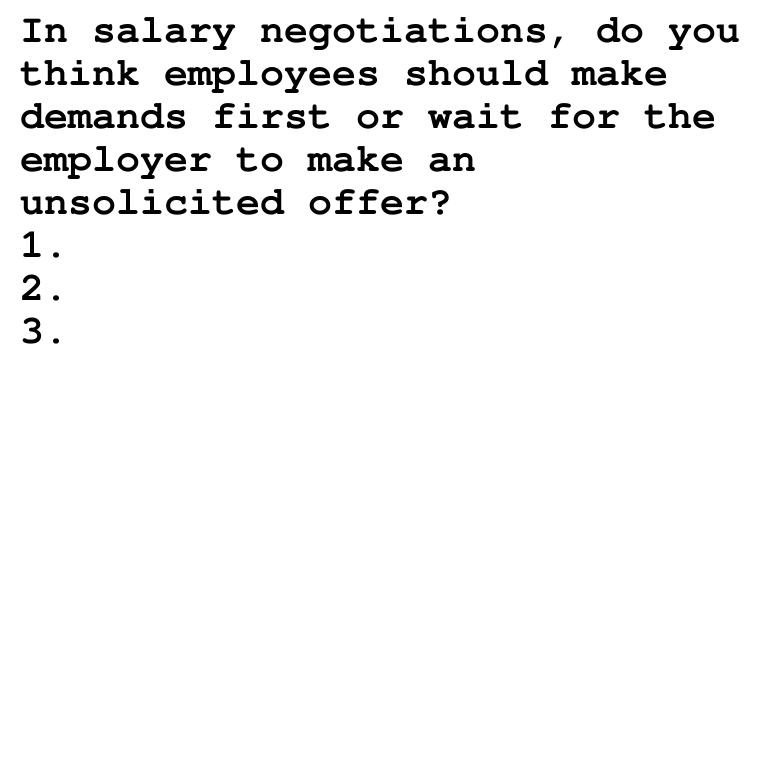 In salary negotiations, do you
think employees should make
demands first or wait for the
employer to make an
unsolicited offer?
1.
2.
3.